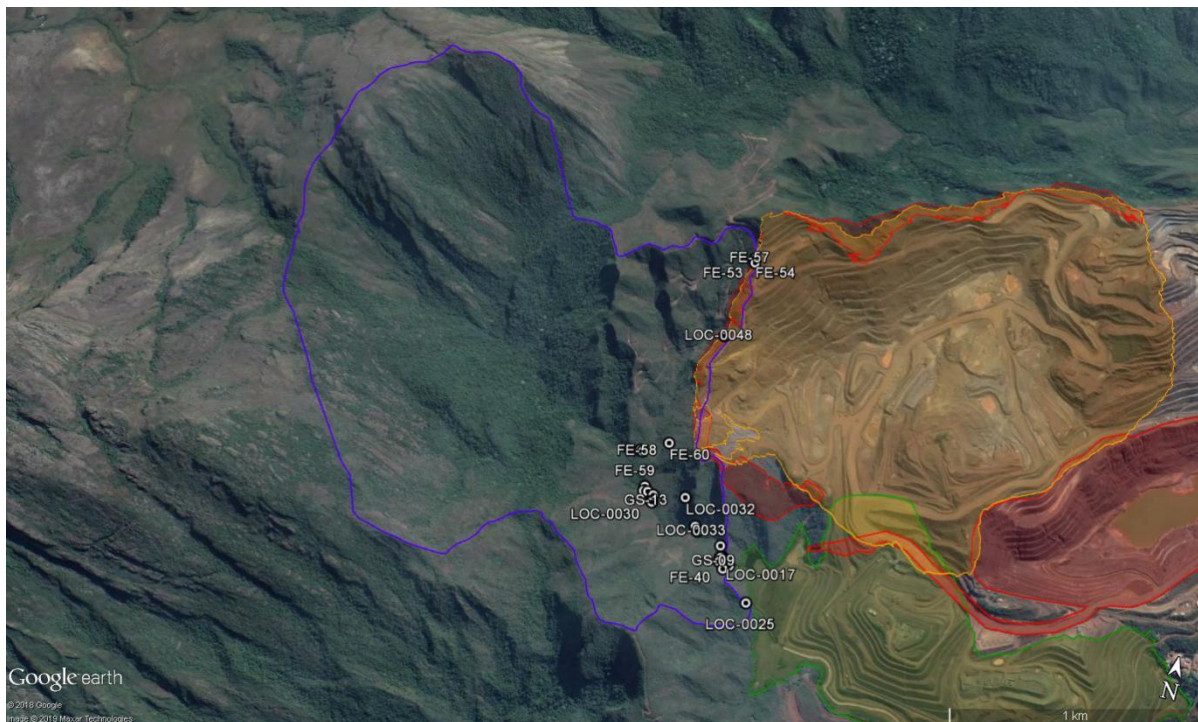 FE-57
FE-53 FE-54
LOC-0048
FE-58
FE-60
FE-59
GS-13
LOC-0030 LOC-0032
LOC-0033
GS-09
FE-40 LOC-0017
LOC-0025
Google earth
© 2018 Google
Image © 2019 Maxar Technologies
N
1 km